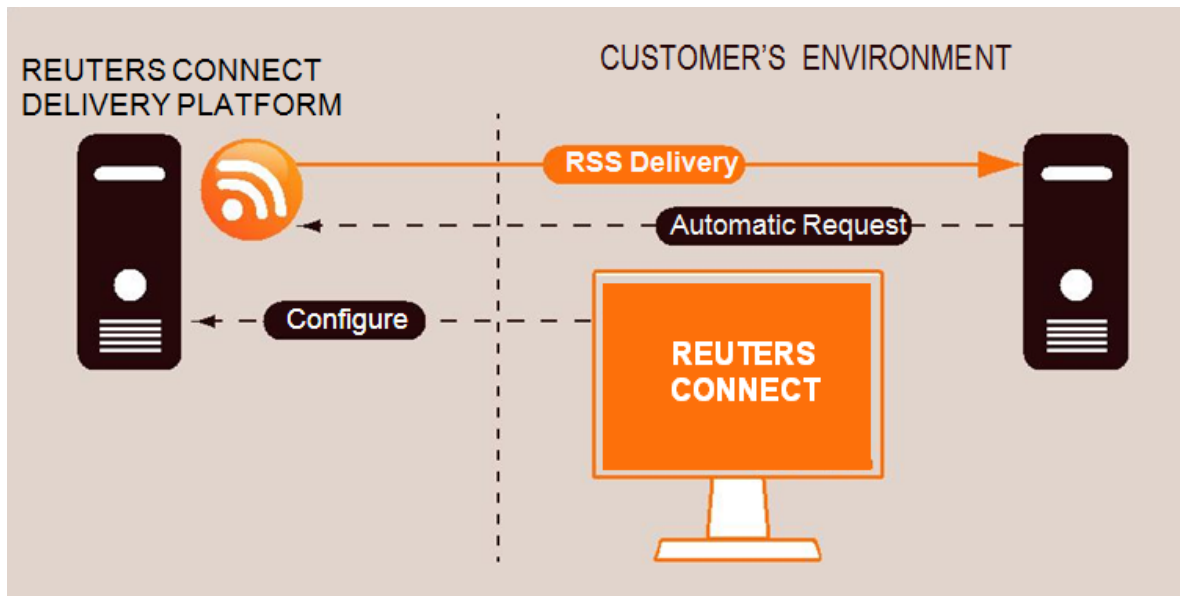 REUTERS CONNECT
DELIVERY PLATFORM
CUSTOMER'S ENVIRONMENT
RSS Delivery
Automatic Request
Configure
REUTERS
CONNECT